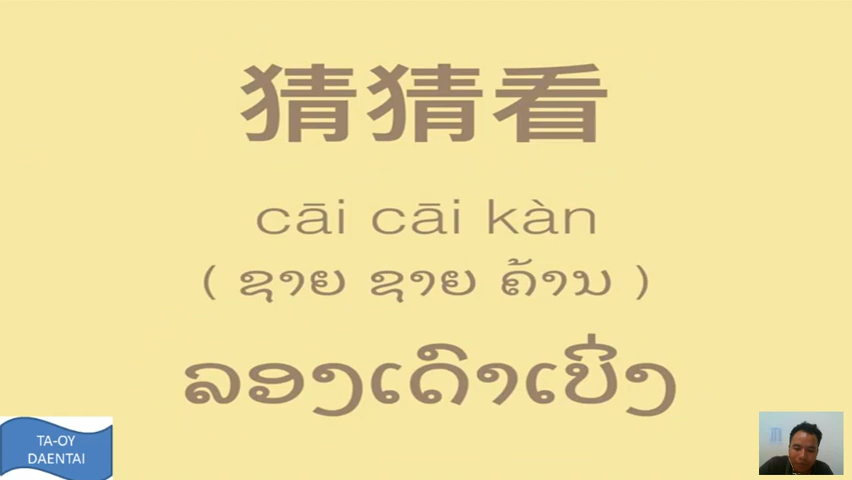 猜猜看
cāi cāi kàn
( ຊາຍ ຊາຍ ຄ້ານ )
ລອງເດົາເບິ່ງ
TA-OY
DAENTAI